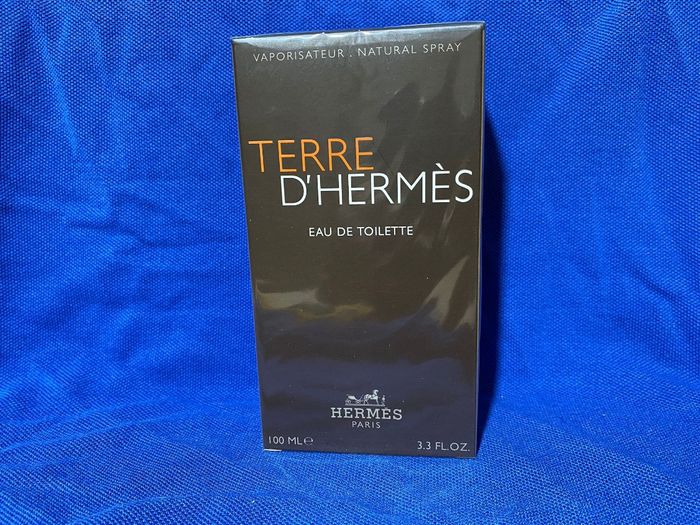 VAPORISATEUR . NATURAL SPRAY
TERRE
D'HERMÈS
EAU DE TOILETTE
HERMÈS
PARIS
100 ML℮
3.3 FL.OZ.